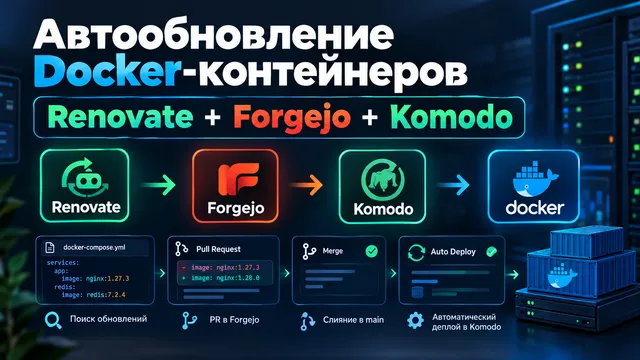 Автообновление
Docker-контейнеров
Renovate + Forgejo + Komodo
Renovate
Forgejo
Komodo
docker
docker-compose.yml
services:
app:
image: nginx:1.27.3
redis:
image: redis:7.2.4
Pull Request
+ image: nginx:1.27.3
+ image: nginx:1.28.0
Merge
Auto Deploy
Поиск обновлений
PR в Forgejo
Слияние в main
Автоматический
деплой в Komodo